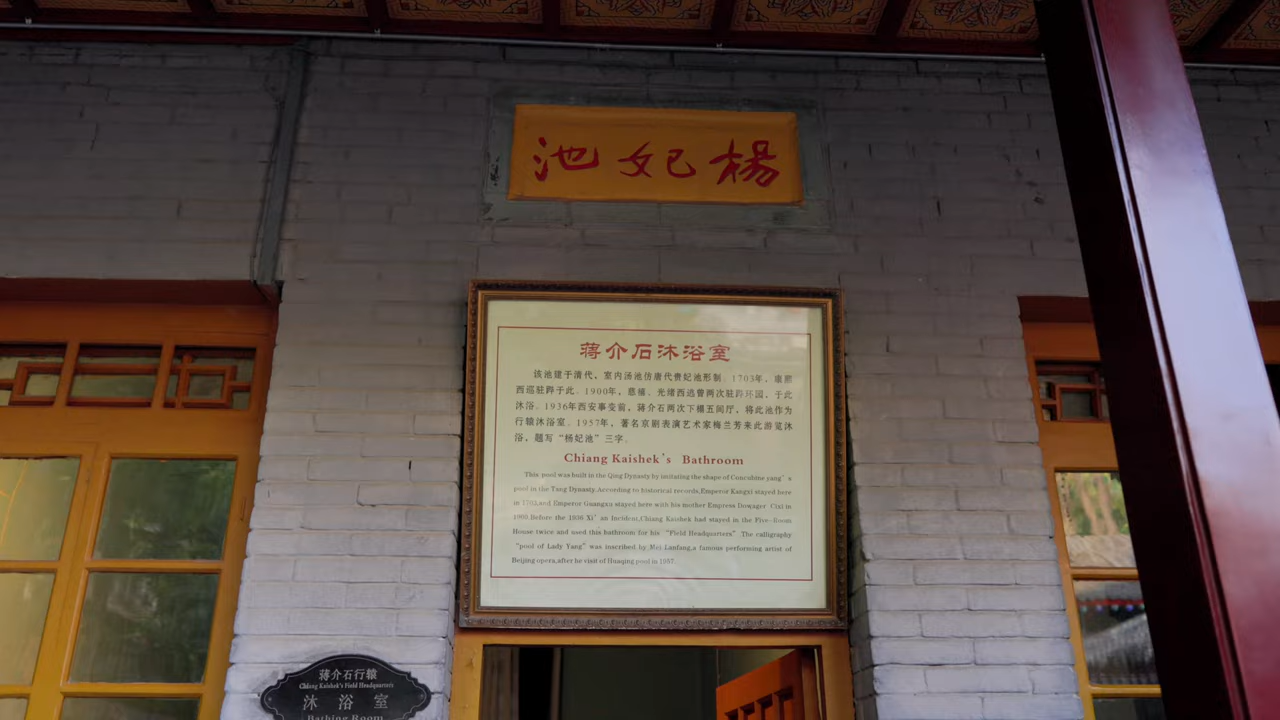 杨妃池
蒋介石沐浴室
该池建于清代，室内汤池仿唐代贵妃池形制。1703年，康熙
西巡驻跸于此。1900年，慈禧、光绪西逃曾两次驻跸环园，于此
沐浴。1936年西安事变前，蒋介石两次下榻五间厅，将此池作为
行辕沐浴室。1957年，著名京剧表演艺术家梅兰芳来此游览沐
浴，题写“杨妃池”三字。
Chiang Kaishek's Bathroom
This pool was built in the Qing Dynasty by imitating the shape of Concubine yang's
pool in the Tang Dynasty.According to historical records,Emperor Kangxi stayed here
in 1703,and Emperor Guangxu stayed here with his mother Empress Dowager Cixi in
1900.Before the 1936 Xi'an Incident,Chiang Kaishek had stayed in the Five-Room
House twice and used this bathroom for his “Field Headquarters”.The calligraphy
“pool of Lady Yang”was inscribed by Mei Lanfang,a famous performing artist of
Beijing opera,after he visit of Huaqing pool in 1957.
蒋介石行辕
Chiang Kaishek's Field Headquarters
沐浴室
Bathing Room